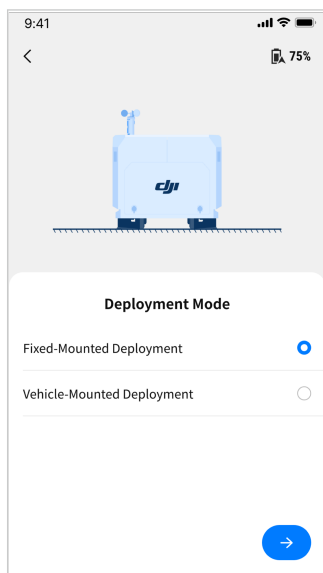 9:41
75%
dji
Deployment Mode
Fixed-Mounted Deployment
Vehicle-Mounted Deployment